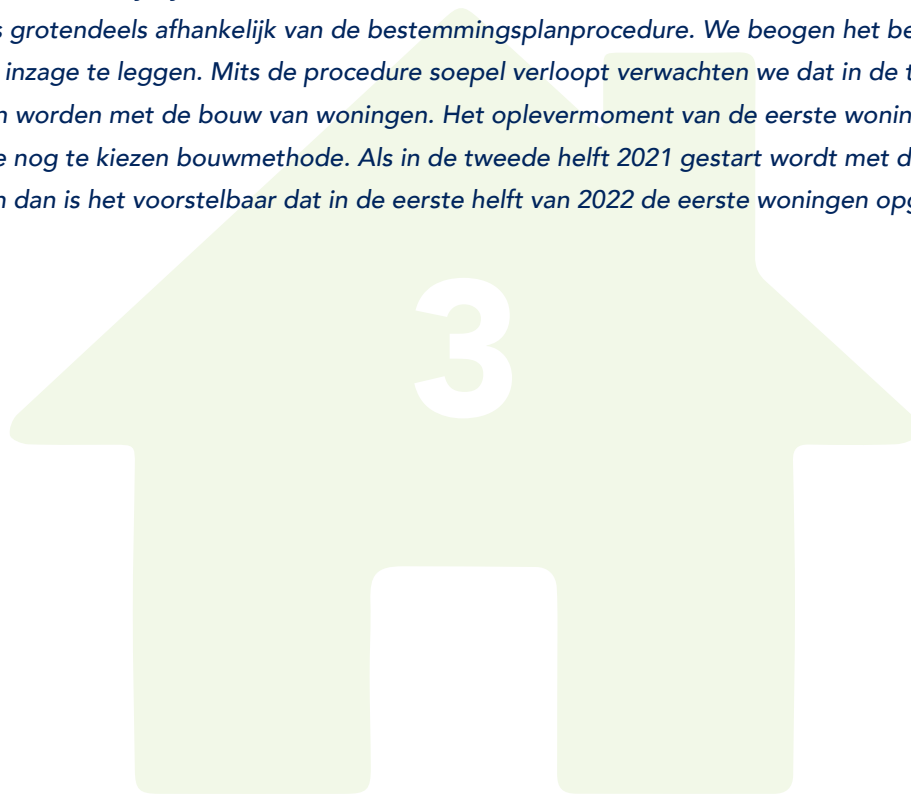 grotendeels afhankelijk van de bestemmingsplanprocedure. We beogen het be
inzage te leggen. Mits de procedure soepel verloopt verwachten we dat in de t
n worden met de bouw van woningen. Het oplevermoment van de eerste wonin
e nog te kiezen bouwmethode. Als in de tweede helft 2021 gestart wordt met d
n dan is het voorstelbaar dat in de eerste helft van 2022 de eerste woningen opg
3